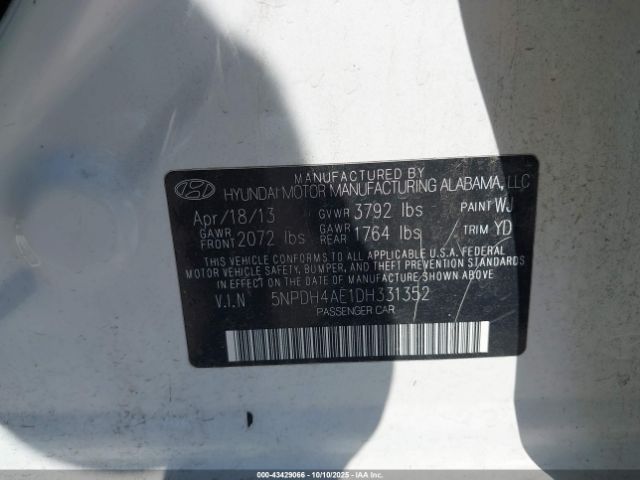 MANUFACTURED BY
HYUNDAI MOTOR MANUFACTURING ALABAMA, LLC
Apr/18/13 GVWR 3792 lbs PAINT WJ
GAWR FRONT 2072 lbs GAWR REAR 1764 lbs TRIM YD
THIS VEHICLE CONFORMS TO ALL APPLICABLE U.S.A. FEDERAL
MOTOR VEHICLE SAFETY, BUMPER, AND THEFT PREVENTION
STANDARDS IN EFFECT ON THE DATE OF MANUFACTURE SHOWN ABOVE.
V.I.N 5NPDH4AE1DH331352
PASSENGER CAR
000-43429066 - 10/10/2025 - IAAI.COM